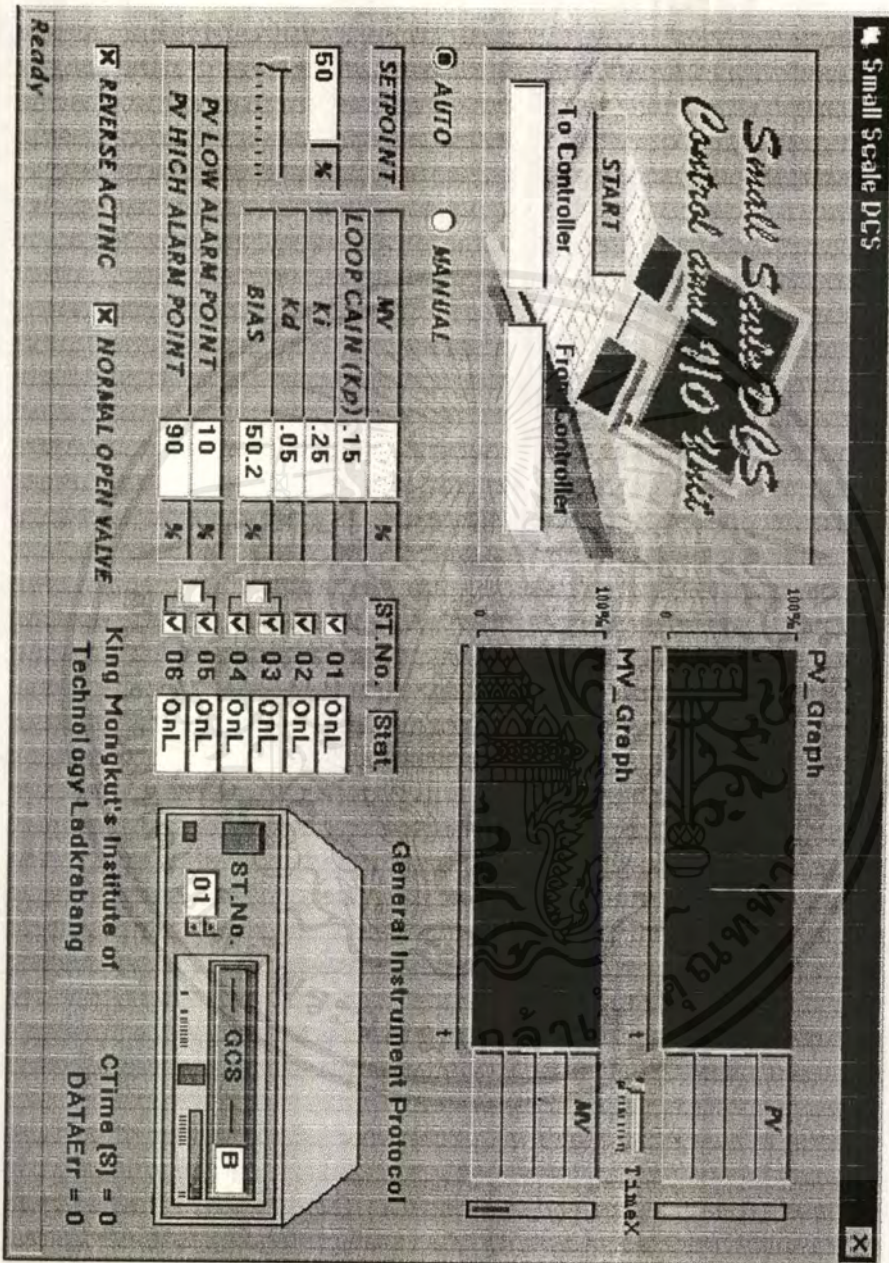 Small Scale DCS
X
Small Scale DCS
Control and I/O Unit
START
To Controller
From Controller
PV_Graph
100%
0
t
PV
TimeX
MV_Graph
100%
0
t
MV
AUTO
MANUAL
SETPOINT
50 %
MV %
LOOP GAIN (Kp) .15
Ki .25
Kd .05
BIAS 50.2 %
PV LOW ALARM POINT 10 %
PV HIGH ALARM POINT 90 %
REVERSE ACTING
NORMAL OPEN VALVE
ST.No. Stat.
01 OnL
02 OnL
03 OnL
04 OnL
05 OnL
06 OnL
General Instrument Protocol
ST.No.
01
GCS
B
King Mongkut's Institute of
Technology Ladkrabang
CTime (S) = 0
DATAErr = 0
Ready